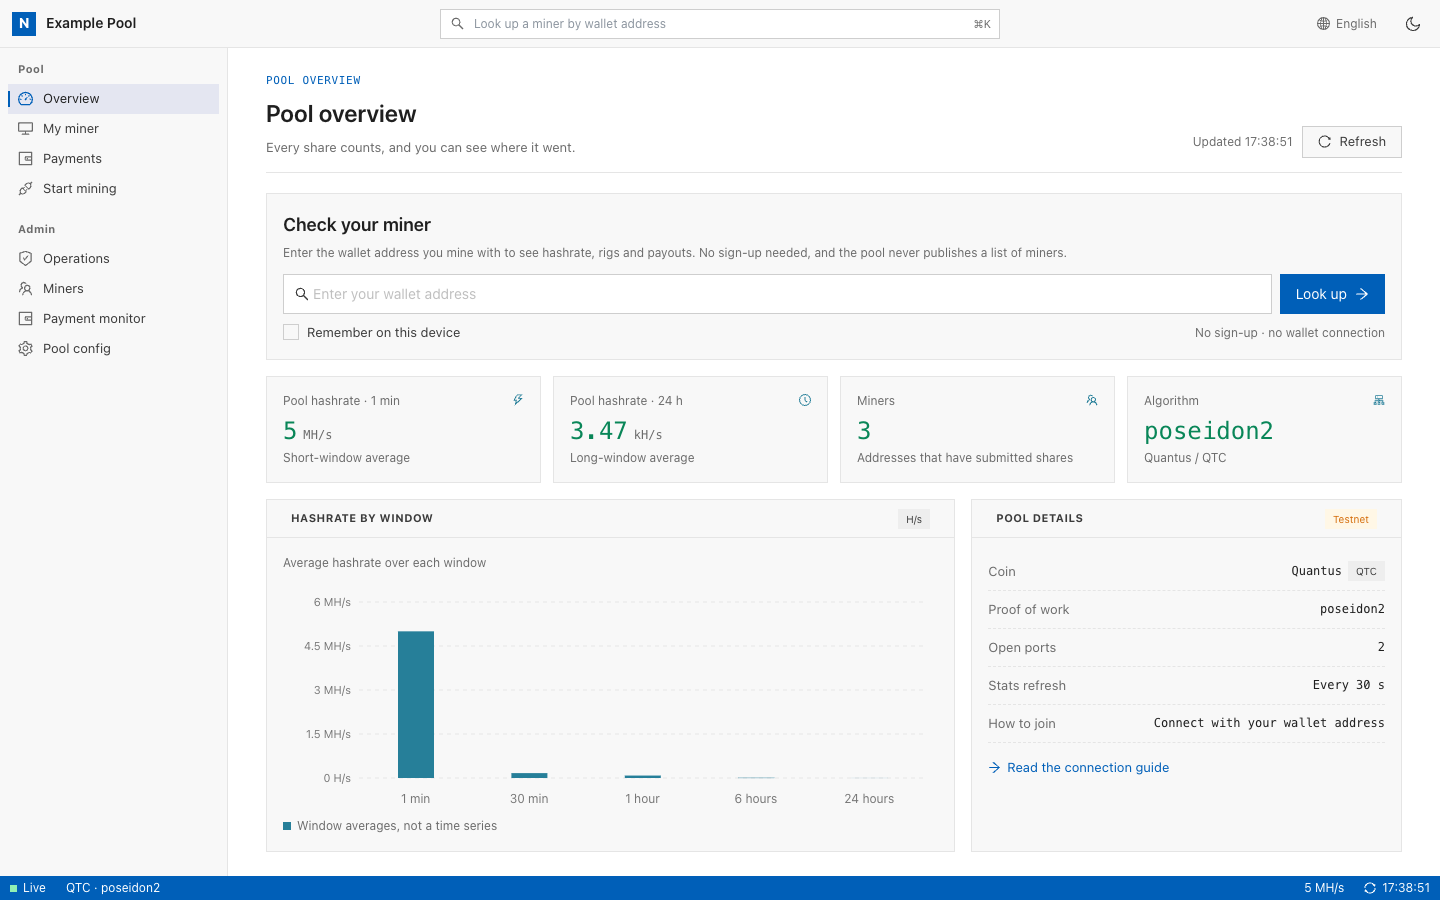 N Example Pool
Look up a miner by wallet address ⌘K
English
Pool
Overview
My miner
Payments
Start mining
Admin
Operations
Miners
Payment monitor
Pool config
POOL OVERVIEW
Pool overview
Every share counts, and you can see where it went.
Updated 17:38:51
Refresh
Check your miner
Enter the wallet address you mine with to see hashrate, rigs and payouts. No sign-up needed, and the pool never publishes a list of miners.
Enter your wallet address
Look up
Remember on this device
No sign-up · no wallet connection
Pool hashrate · 1 min
5 MH/s
Short-window average
Pool hashrate · 24 h
3.47 kH/s
Long-window average
Miners
3
Addresses that have submitted shares
Algorithm
poseidon2
Quantus / QTC
HASHRATE BY WINDOW
H/s
Average hashrate over each window
6 MH/s
4.5 MH/s
3 MH/s
1.5 MH/s
0 H/s
1 min
30 min
1 hour
6 hours
24 hours
Window averages, not a time series
POOL DETAILS
Testnet
Coin
Quantus QTC
Proof of work
poseidon2
Open ports
2
Stats refresh
Every 30 s
How to join
Connect with your wallet address
Read the connection guide
Live
QTC · poseidon2
5 MH/s
17:38:51